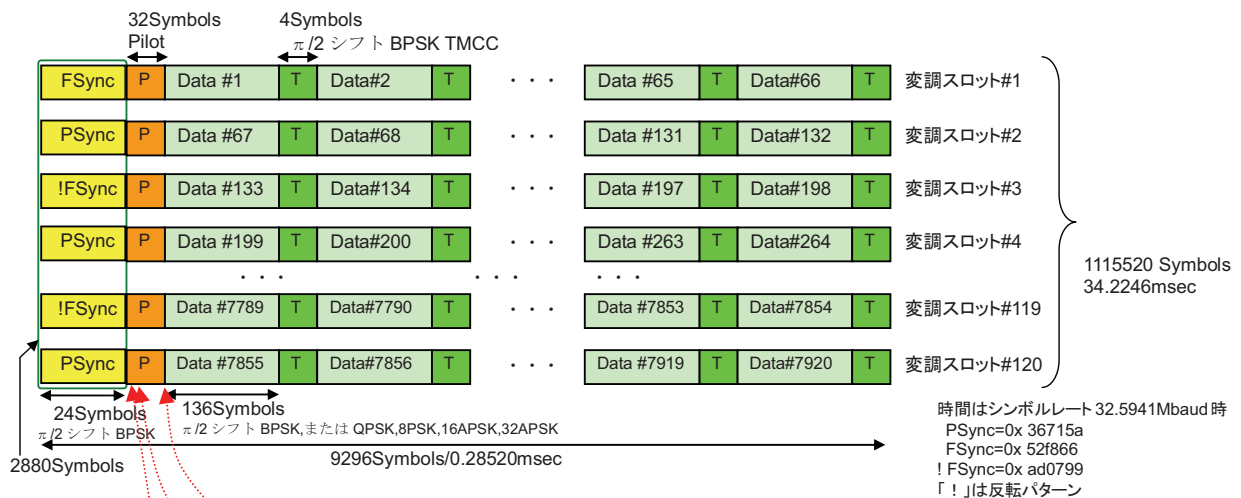 32Symbols
Pilot
4Symbols
π/2 シフト BPSK TMCC
FSync P Data #1 T Data#2 T ・・・ Data #65 T Data #66 T 変調スロット#1
PSync P Data #67 T Data#68 T ・・・ Data #131 T Data #132 T 変調スロット#2
!FSync P Data #133 T Data#134 T ・・・ Data #197 T Data #198 T 変調スロット#3
PSync P Data #199 T Data#200 T ・・・ Data #263 T Data #264 T 変調スロット#4
・・・ ・・・ ・・・
!FSync P Data #7789 T Data#7790 T ・・・ Data #7853 T Data #7854 T 変調スロット#119
PSync P Data #7855 T Data#7856 T ・・・ Data #7919 T Data #7920 T 変調スロット#120
1115520 Symbols
34.2246msec
24Symbols
π/2 シフト BPSK
136Symbols
π/2 シフト BPSK,または QPSK,8PSK,16APSK,32APSK
2880Symbols
9296Symbols/0.28520msec
時間はシンボルレート 32.5941Mbaud 時
PSync=0x 36715a
FSync=0x 52f866
! FSync=0x ad0799
「！」は反転パターン